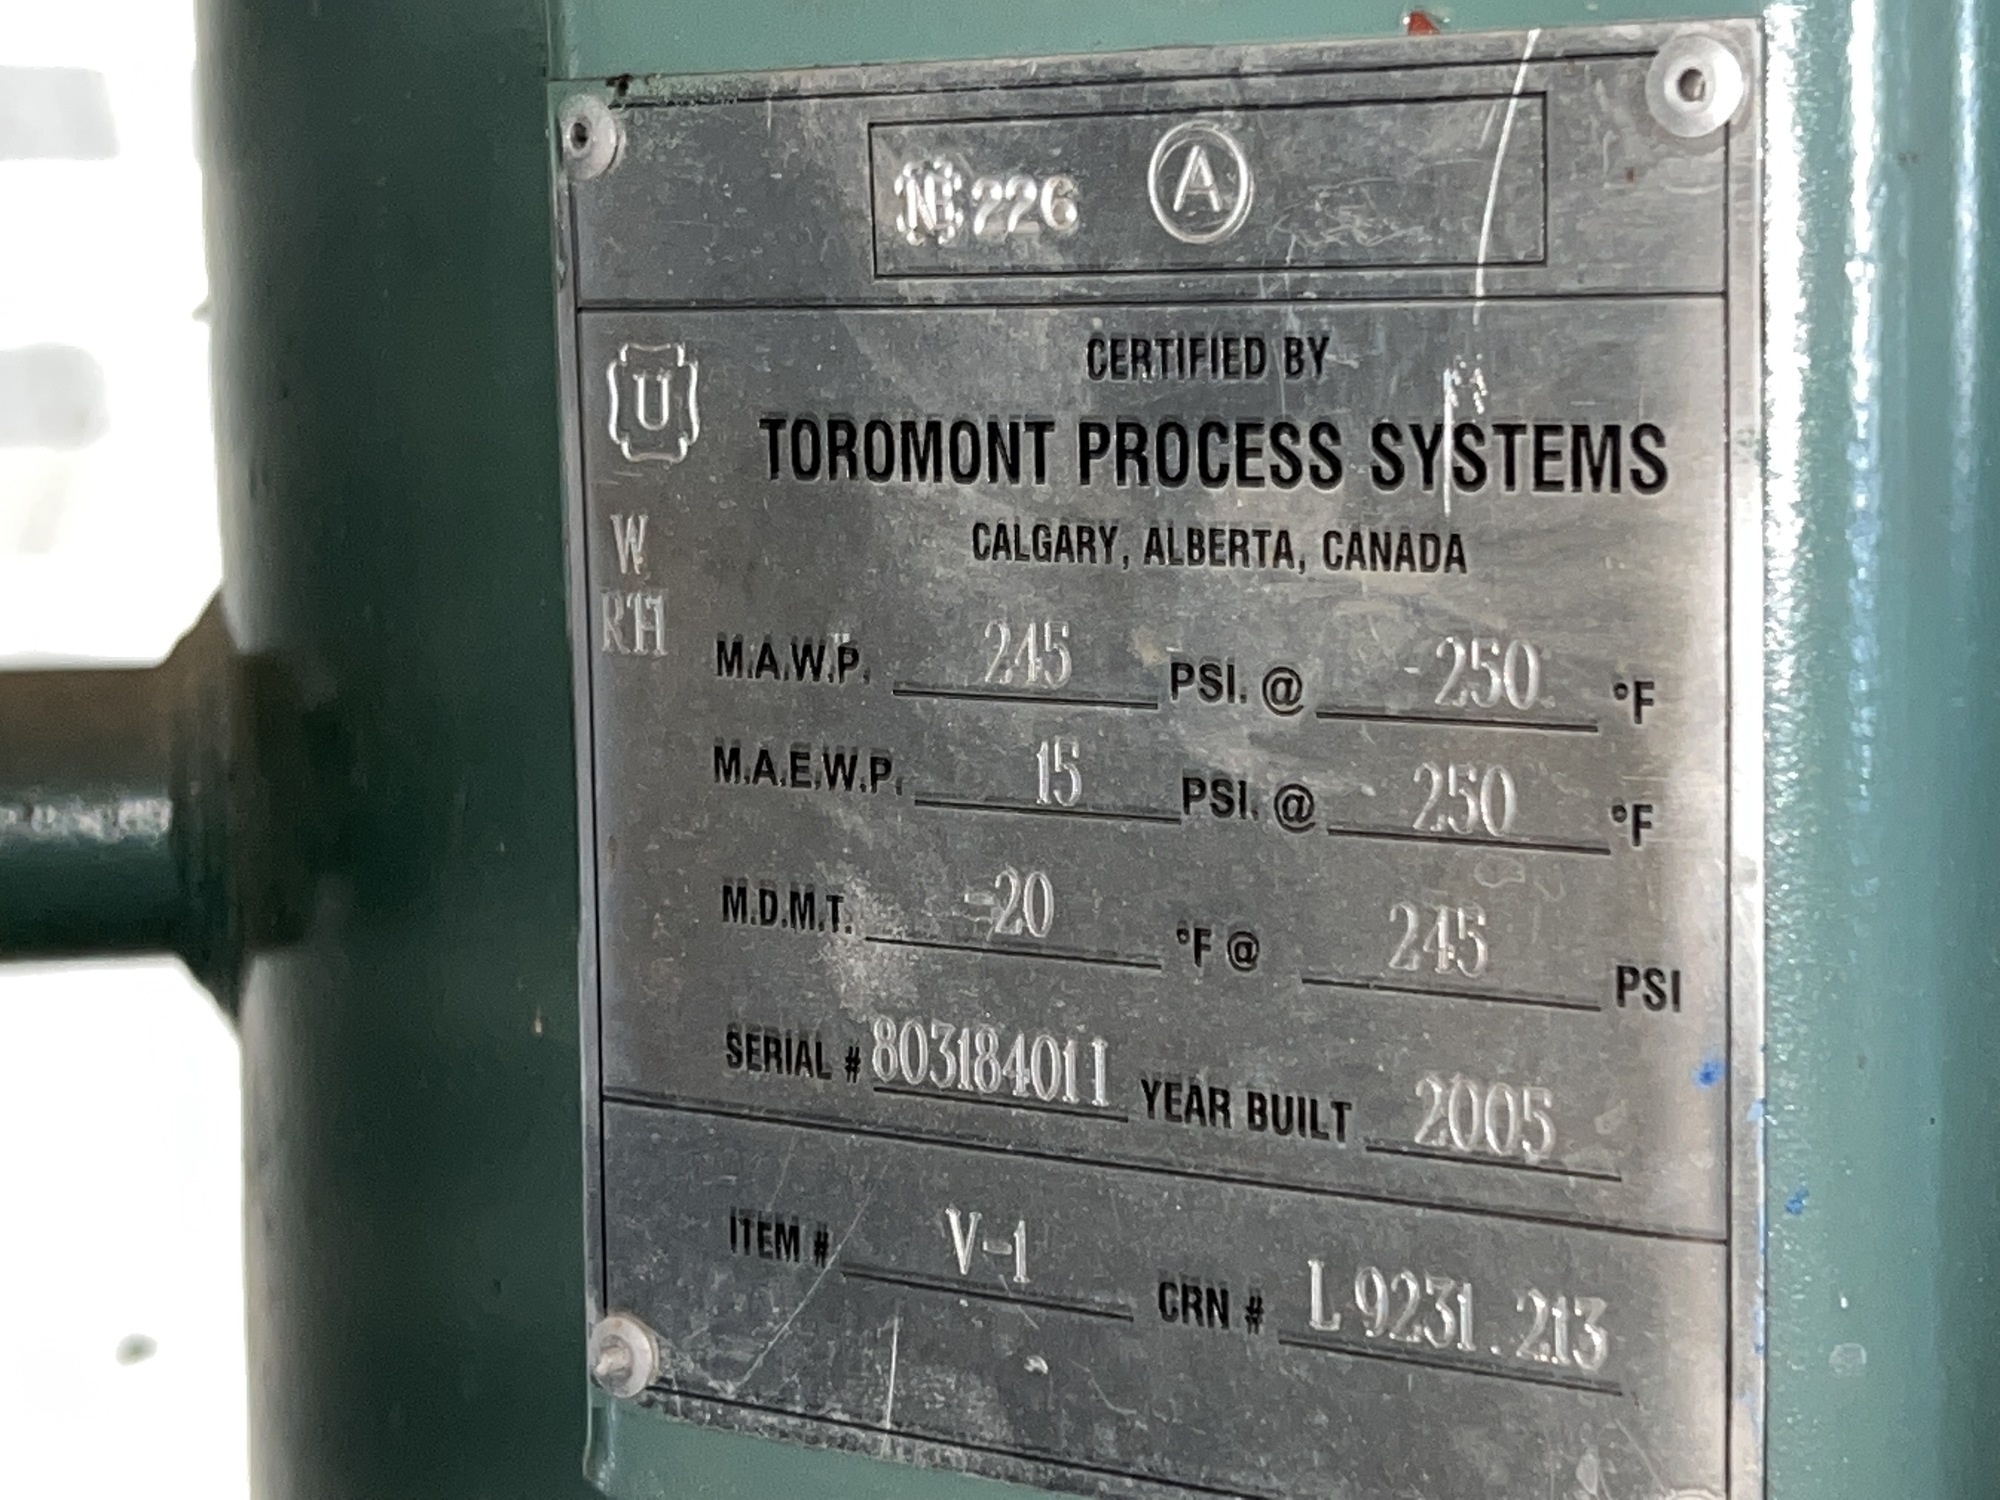 NB 226 A
CERTIFIED BY
U
TOROMONT PROCESS SYSTEMS
CALGARY, ALBERTA, CANADA
W
RT1
M.A.W.P. 245 PSI. @ -250 °F
M.A.E.W.P. 15 PSI. @ 250 °F
M.D.M.T. -20 °F @ 245 PSI
SERIAL # 803184011 YEAR BUILT 2005
ITEM # V-1 CRN # L9231.213